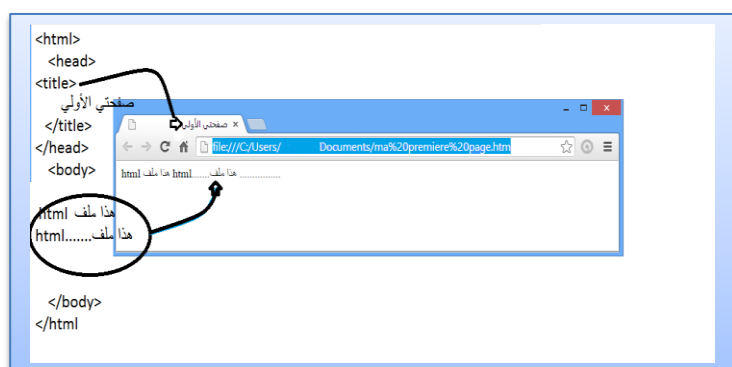 <html>
<head>
<title>
صفحتي الأولي
</title>
</head>
<body>
هذا ملف html
هذا ملف.......html
</body>
</html
صفحتي الأولي ×
file:///C:/Users/ Documents/ma%20premiere%20page.htm
html هذا ملف html.......هذا ملف ................